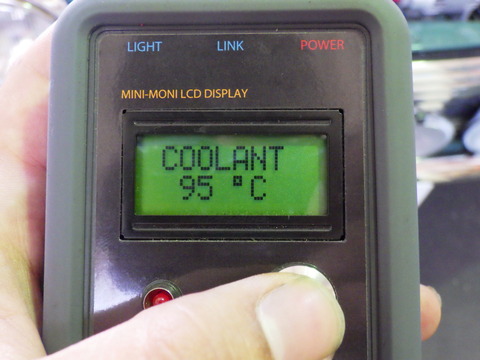 LIGHT LINK POWER
MINI-MONI LCD DISPLAY
COOLANT
95 °C